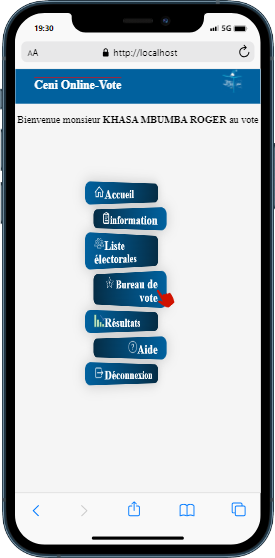 19:30
5G
AA
http://localhost
Ceni Online-Vote
Bienvenue monsieur KHASA MBUMBA ROGER au vote
Accueil
information
Liste
électorales
Bureau de
vote
Résultats
Aide
Déconnexion